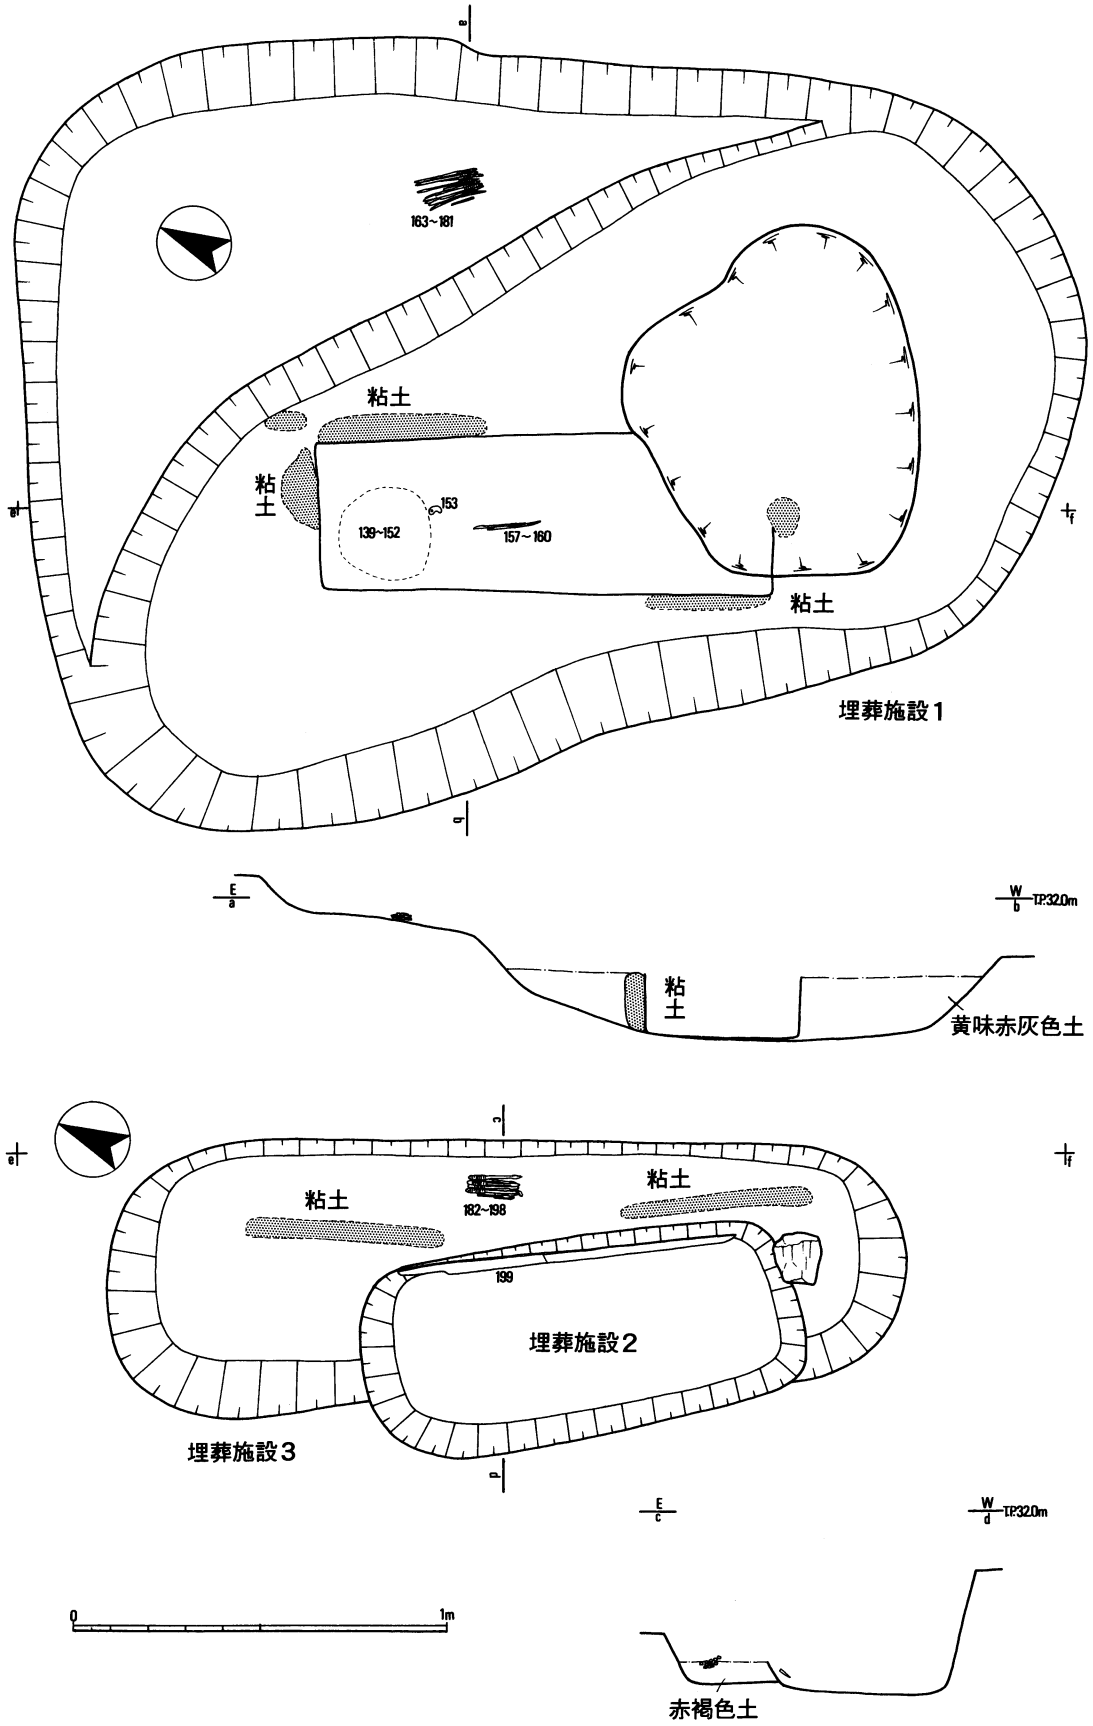 a
163~181
粘土
粘土
153
139~152
157~160
粘土
e
f
埋葬施設1
b
E
a
W
b
T.P.32.0m
粘土
黄味赤灰色土
c
e
f
粘土
粘土
182~198
199
埋葬施設2
埋葬施設3
d
E
c
W
d
T.P.32.0m
0
1m
赤褐色土